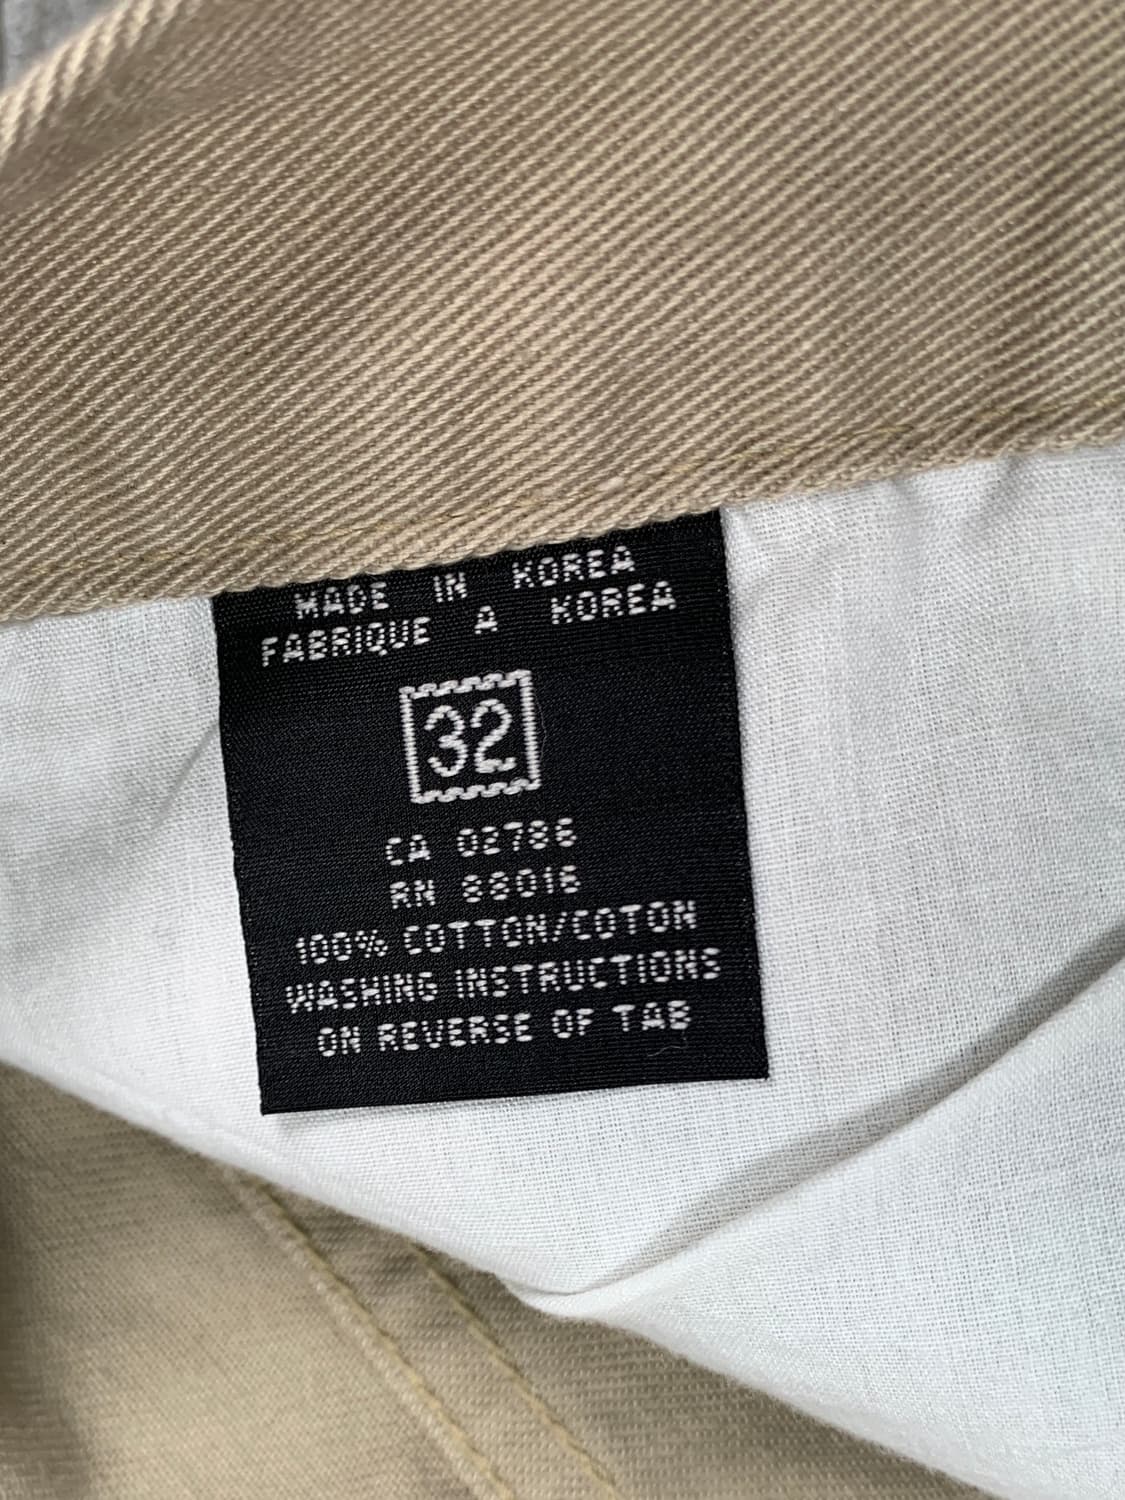 MADE IN KOREA
FABRIQUE A KOREA
32
CA 02786
RN 88016
100% COTTON/COTON
WASHING INSTRUCTIONS
ON REVERSE OF TAB